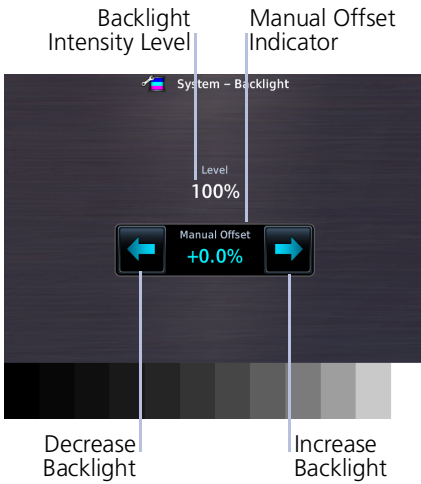 Backlight
Intensity Level
Manual Offset
Indicator
System – Backlight
Level
100%
Manual Offset
+0.0%
Decrease
Backlight
Increase
Backlight